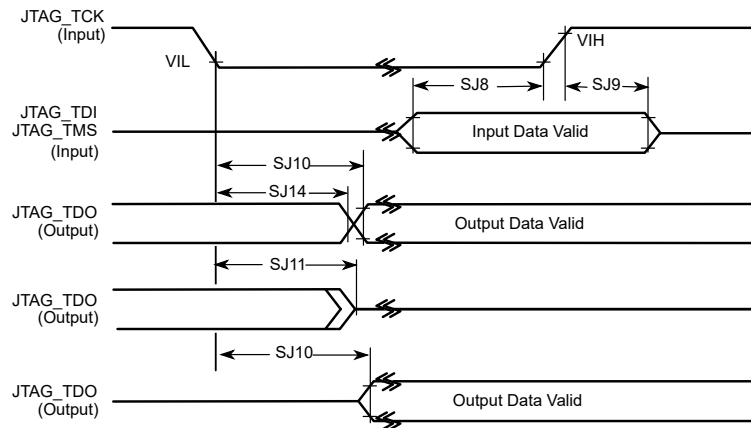 JTAG_TCK
(Input)
VIL
VIH
SJ8
SJ9
JTAG_TDI
JTAG_TMS
(Input)
Input Data Valid
SJ10
SJ14
JTAG_TDO
(Output)
Output Data Valid
SJ11
JTAG_TDO
(Output)
SJ10
JTAG_TDO
(Output)
Output Data Valid